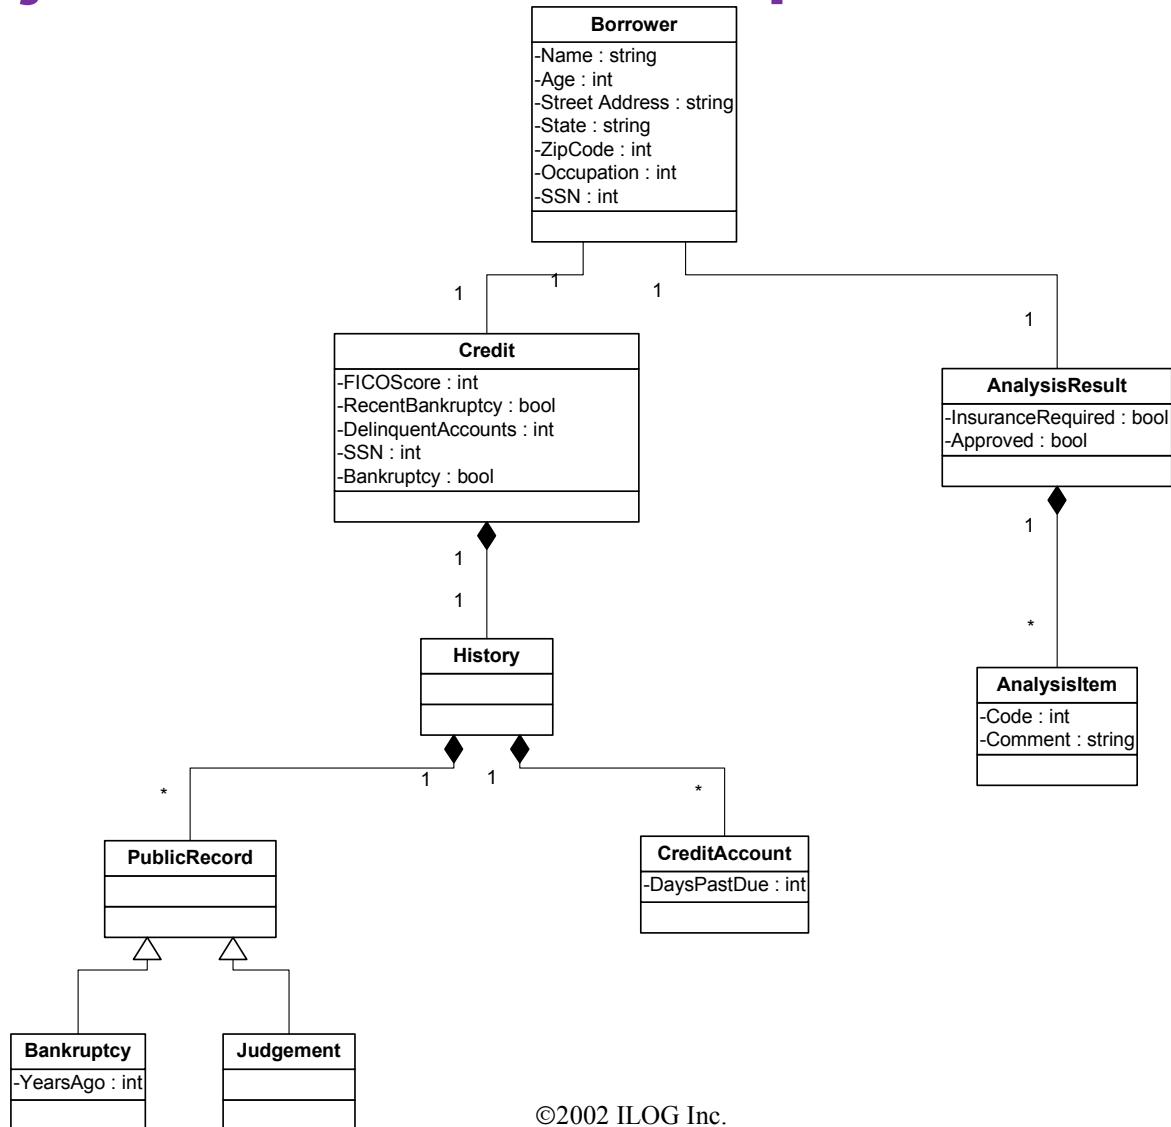 Borrower
-Name : string
-Age : int
-Street Address : string
-State : string
-ZipCode : int
-Occupation : int
-SSN : int
1
1
1
1
Credit
-FICOScore : int
-RecentBankruptcy : bool
-DelinquentAccounts : int
-SSN : int
-Bankruptcy : bool
AnalysisResult
-InsuranceRequired : bool
-Approved : bool
1
1
1
*
History
AnalysisItem
-Code : int
-Comment : string
1
1
*
*
PublicRecord
CreditAccount
-DaysPastDue : int
Bankruptcy
-YearsAgo : int
Judgement
©2002 ILOG Inc.